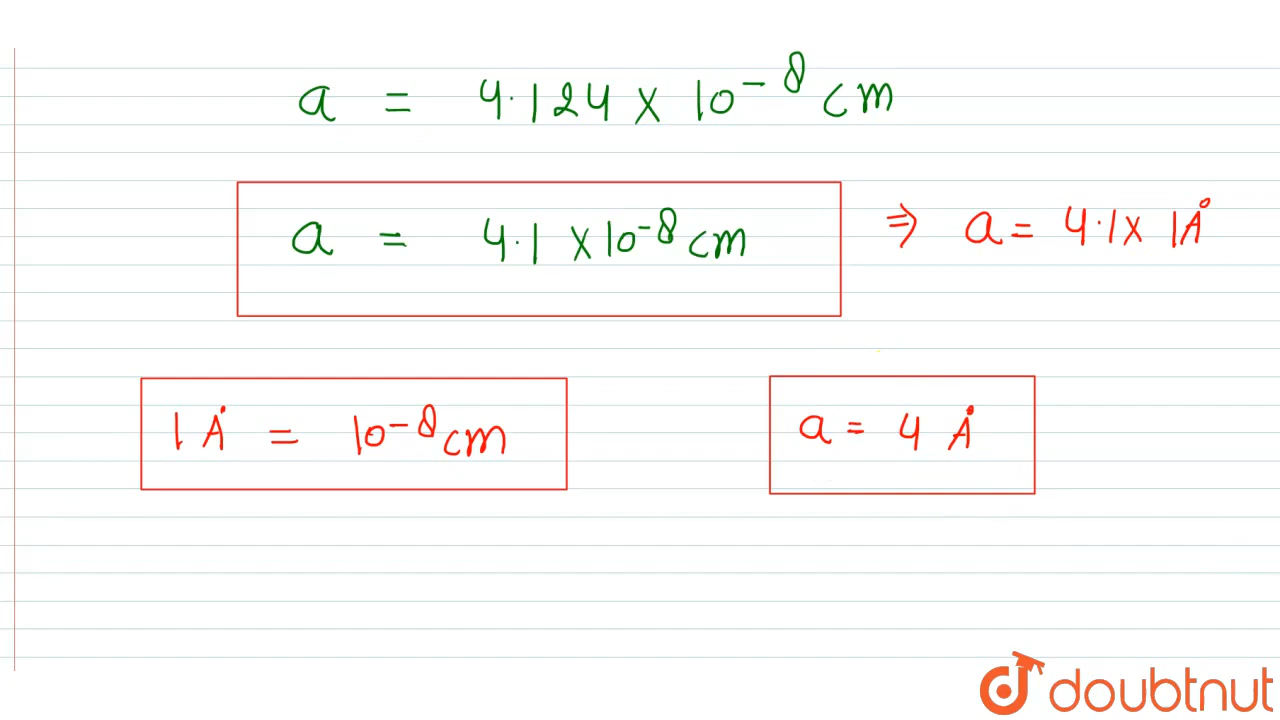 a = 4.124 × 10⁻⁸ cm
a = 4.1 × 10⁻⁸ cm ⇒ a = 4.1 × 1Å
1 Å = 10⁻⁸ cm
a = 4 Å
doubtnut